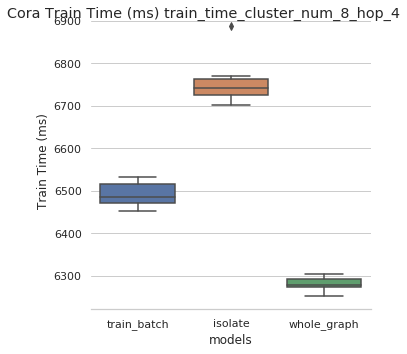 Cora Train Time (ms) train_time_cluster_num_8_hop_4
6900
6800
6700
6600
6500
6400
6300
Train Time (ms)
train_batch isolate whole_graph
models